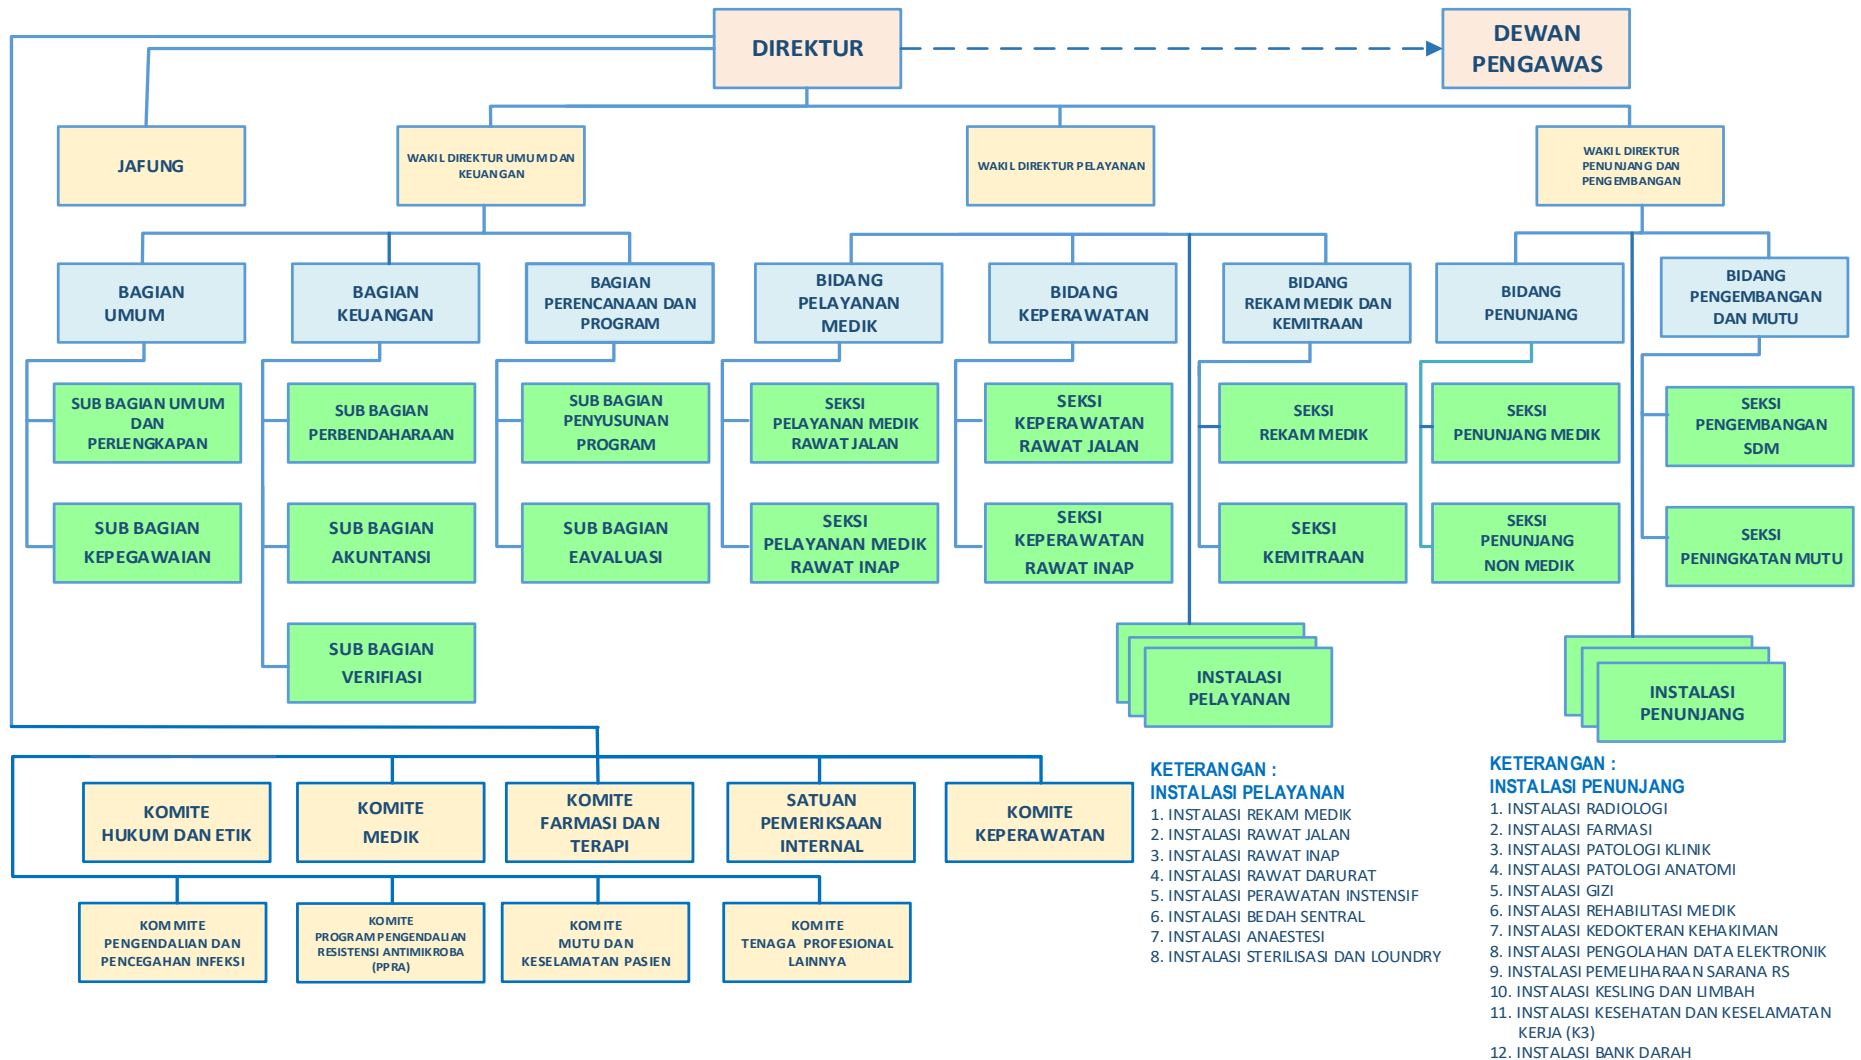 DIREKTUR
DEWAN
PENGAWAS
JAFUNG
WAKIL DIREKTUR UMUM DAN
KEUANGAN
WAKIL DIREKTUR PELAYANAN
WAKIL DIREKTUR
PENUNJANG DAN
PENGEMBANGAN
BAGIAN
UMUM
BAGIAN
KEUANGAN
BAGIAN
PERENCANAAN DAN
PROGRAM
BIDANG
PELAYANAN
MEDIK
BIDANG
KEPERAWATAN
BIDANG
REKAM MEDIK DAN
KEMITRAAN
BIDANG
PENUNJANG
BIDANG
PENGEMBANGAN
DAN MUTU
SUB BAGIAN UMUM
DAN
PERLENGKAPAN
SUB BAGIAN
PERBENDAHARAAN
SUB BAGIAN
PENYUSUNAN
PROGRAM
SEKSI
PELAYANAN MEDIK
RAWAT JALAN
SEKSI
KEPERAWATAN
RAWAT JALAN
SEKSI
REKAM MEDIK
SEKSI
PENUNJANG MEDIK
SEKSI
PENGEMBANGAN
SDM
SUB BAGIAN
KEPEGAWAIAN
SUB BAGIAN
AKUNTANSI
SUB BAGIAN
EAVALUASI
SEKSI
PELAYANAN MEDIK
RAWAT INAP
SEKSI
KEPERAWATAN
RAWAT INAP
SEKSI
KEMITRAAN
SEKSI
PENUNJANG
NON MEDIK
SEKSI
PENINGKATAN MUTU
SUB BAGIAN
VERIFIASI
INSTALASI
PELAYANAN
INSTALASI
PENUNJANG
KOMITE
HUKUM DAN ETIK
KOMITE
MEDIK
KOMITE
FARMASI DAN
TERAPI
SATUAN
PEMERIKSAAN
INTERNAL
KOMITE
KEPERAWATAN
KOMMITE
PENGENDALIAN DAN
PENCEGAHAN INFEKSI
KOMITE
PROGRAM PENGENDALIAN
RESISTENSI ANTIMIKROBA
(PPRA)
KOMITE
MUTU DAN
KESELAMATAN PASIEN
KOMITE
TENAGA PROFESIONAL
LAINNYA
KETERANGAN :
INSTALASI PELAYANAN
1. INSTALASI REKAM MEDIK
2. INSTALASI RAWAT JALAN
3. INSTALASI RAWAT INAP
4. INSTALASI RAWAT DARURAT
5. INSTALASI PERAWATAN INSTENSIF
6. INSTALASI BEDAH SENTRAL
7. INSTALASI ANAESTESI
8. INSTALASI STERILISASI DAN LOUNDRY
KETERANGAN :
INSTALASI PENUNJANG
1. INSTALASI RADIOLOGI
2. INSTALASI FARMASI
3. INSTALASI PATOLOGI KLINIK
4. INSTALASI PATOLOGI ANATOMI
5. INSTALASI GIZI
6. INSTALASI REHABILITASI MEDIK
7. INSTALASI KEDOKTERAN KEHAKIMAN
8. INSTALASI PENGOLAHAN DATA ELEKTRONIK
9. INSTALASI PEMELIHARAAN SARANA RS
10. INSTALASI KESLING DAN LIMBAH
11. INSTALASI KESEHATAN DAN KESELAMATAN
KERJA (K3)
12. INSTALASI BANK DARAH